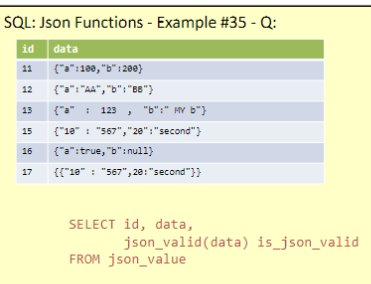 SQL: Json Functions - Example #35 - Q:
id data
11 {"a":100,"b":200}
12 {"a":"AA","b":"BB"}
13 {"a" : 123 , "b":" MY b"}
15 {"10" : "567","20":"second"}
16 {"a":true,"b":null}
17 {{"10" : "567",20:"second"}}
SELECT id, data,
json_valid(data) is_json_valid
FROM json_value